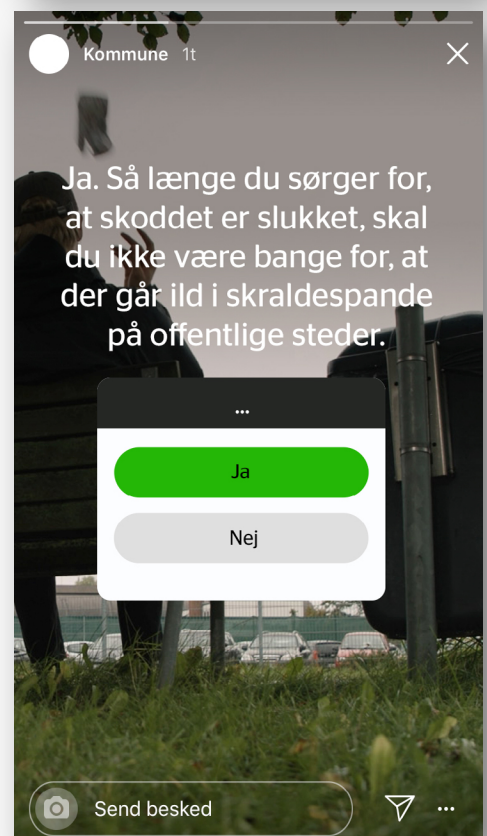 Kommune 1t
Ja. Så længe du sørger for,
at skoddet er slukket, skal
du ikke være bange for, at
der går ild i skraldespande
på offentlige steder.
...
Ja
Nej
Send besked